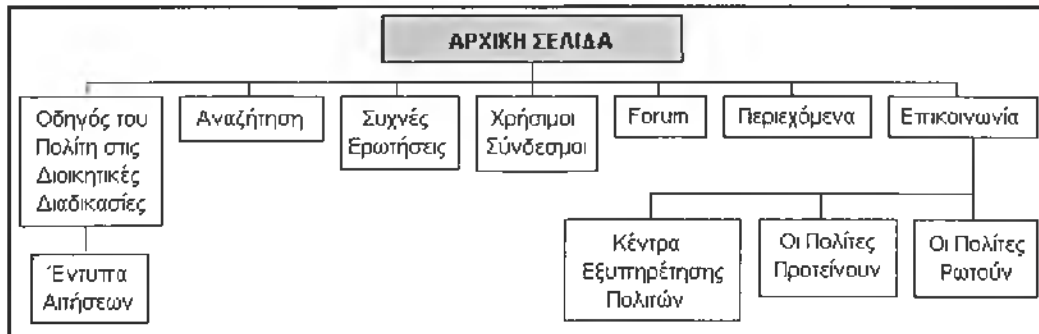 ΑΡΧΙΚΗ ΣΕΛΙΔΑ
Οδηγός του
Πολίτη στις
Διοικητικές
Διαδικασίες
Αναζήτηση
Συχνές
Ερωτήσεις
Χρήσιμοι
Σύνδεσμοι
Forum
Περιεχόμενα
Επικοινωνία
Έντυπα
Αιτήσεων
Κέντρα
Εξυπηρέτησης
Πολιτών
Οι Πολίτες
Προτείνουν
Οι Πολίτες
Ρωτούν